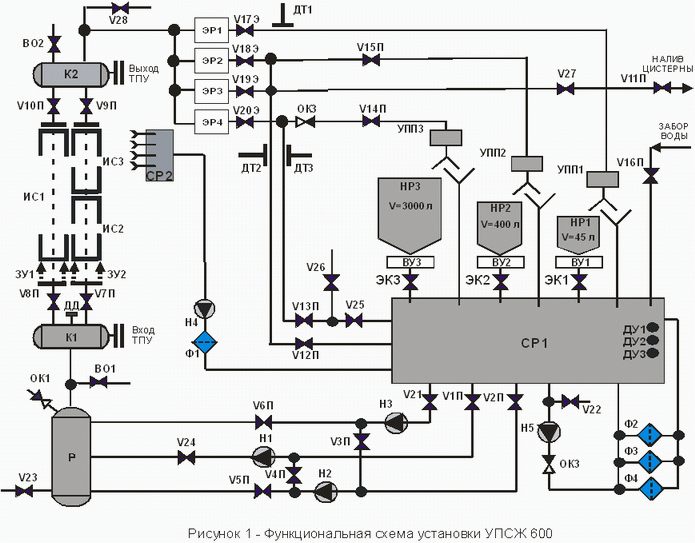 V28
ДТ1
V17Э
ЭР1
ВО2
V18Э
V15П
ЭР2
К2
Выход
ТПУ
V19Э
ЭР3
V27
V11П
НАЛИВ
ЦИСТЕРНЫ
V10П
V9П
V20Э
ЭР4
ОК3
V14П
УПП3
ЗАБОР
ВОДЫ
ИС3
СР2
ДТ2
ДТ3
УПП2
УПП1
V16П
ИС1
НР3
V=3000 л
НР2
V=400 л
НР1
V=45 л
ИС2
ВУ3
ВУ2
ВУ1
ЗУ1
ЗУ2
V26
ЭК3
ЭК2
ЭК1
V8П
ДД
V7П
Н4
V13П
V25
К1
Вход
ТПУ
Ф1
V12П
СР1
ДУ1
ДУ2
ДУ3
ОК1
ВО1
V6П
Н3
V21
V1П
V2П
V22
Р
V24
Н1
V3П
Н5
Ф2
V23
V5П
V4П
Н2
ОК3
Ф3
Ф4
Рисунок 1 - Функциональная схема установки УПСЖ 600